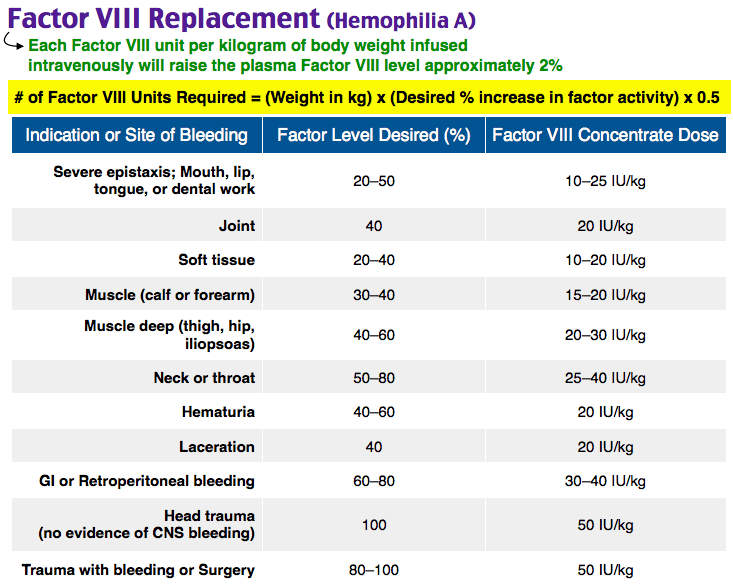 Factor VIII Replacement (Hemophilia A)
Each Factor VIII unit per kilogram of body weight infused
intravenously will raise the plasma Factor VIII level approximately 2%
# of Factor VIII Units Required = (Weight in kg) x (Desired % increase in factor activity) x 0.5
Indication or Site of Bleeding Factor Level Desired (%) Factor VIII Concentrate Dose
Severe epistaxis; Mouth, lip,
tongue, or dental work 20–50 10–25 IU/kg
Joint 40 20 IU/kg
Soft tissue 20–40 10–20 IU/kg
Muscle (calf or forearm) 30–40 15–20 IU/kg
Muscle deep (thigh, hip,
iliopsoas) 40–60 20–30 IU/kg
Neck or throat 50–80 25–40 IU/kg
Hematuria 40–60 20 IU/kg
Laceration 40 20 IU/kg
GI or Retroperitoneal bleeding 60–80 30–40 IU/kg
Head trauma
(no evidence of CNS bleeding) 100 50 IU/kg
Trauma with bleeding or Surgery 80–100 50 IU/kg